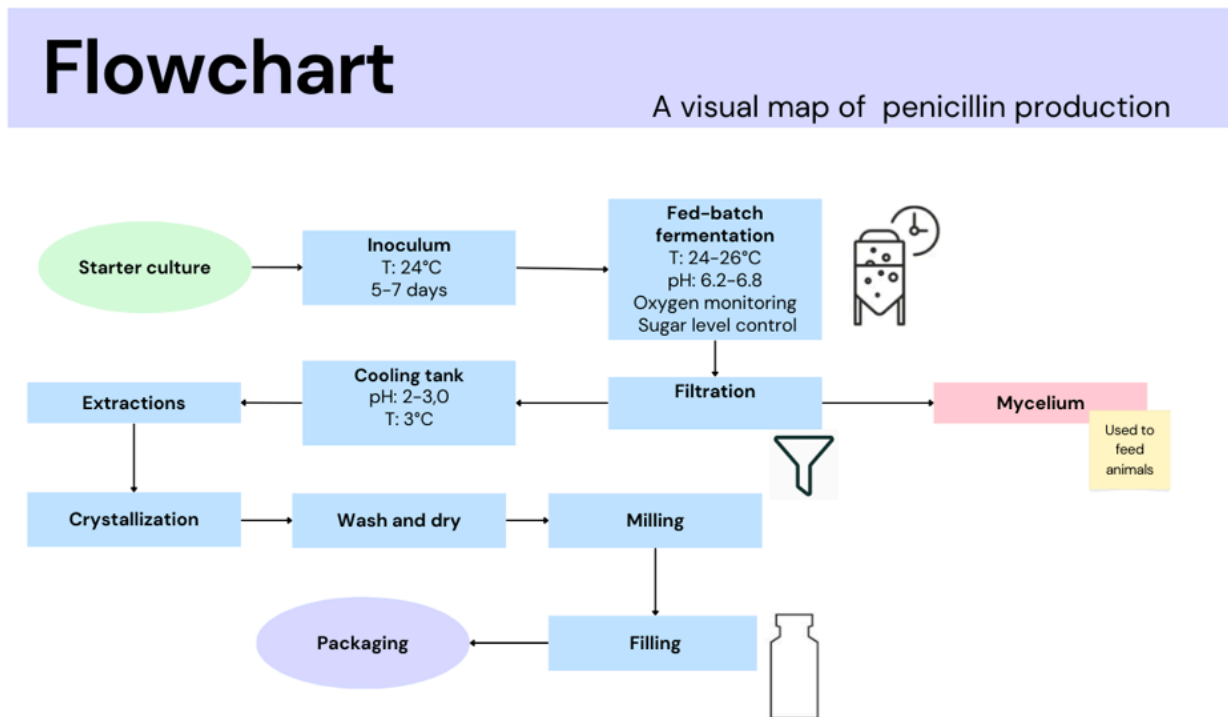 Flowchart
A visual map of penicillin production
Starter culture
Inoculum
T: 24°C
5-7 days
Fed-batch
fermentation
T: 24-26°C
pH: 6.2-6.8
Oxygen monitoring
Sugar level control
Extractions
Cooling tank
pH: 2-3,0
T: 3°C
Filtration
Mycelium
Used to
feed
animals
Crystallization
Wash and dry
Milling
Packaging
Filling